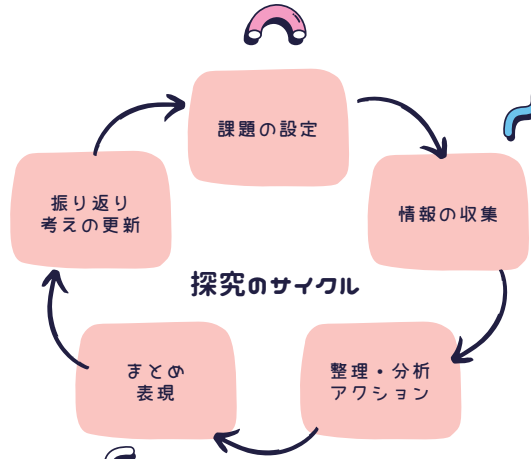 課題の設定
情報の収集
整理・分析
アクション
まとめ
表現
振り返り
考えの更新
探究のサイクル